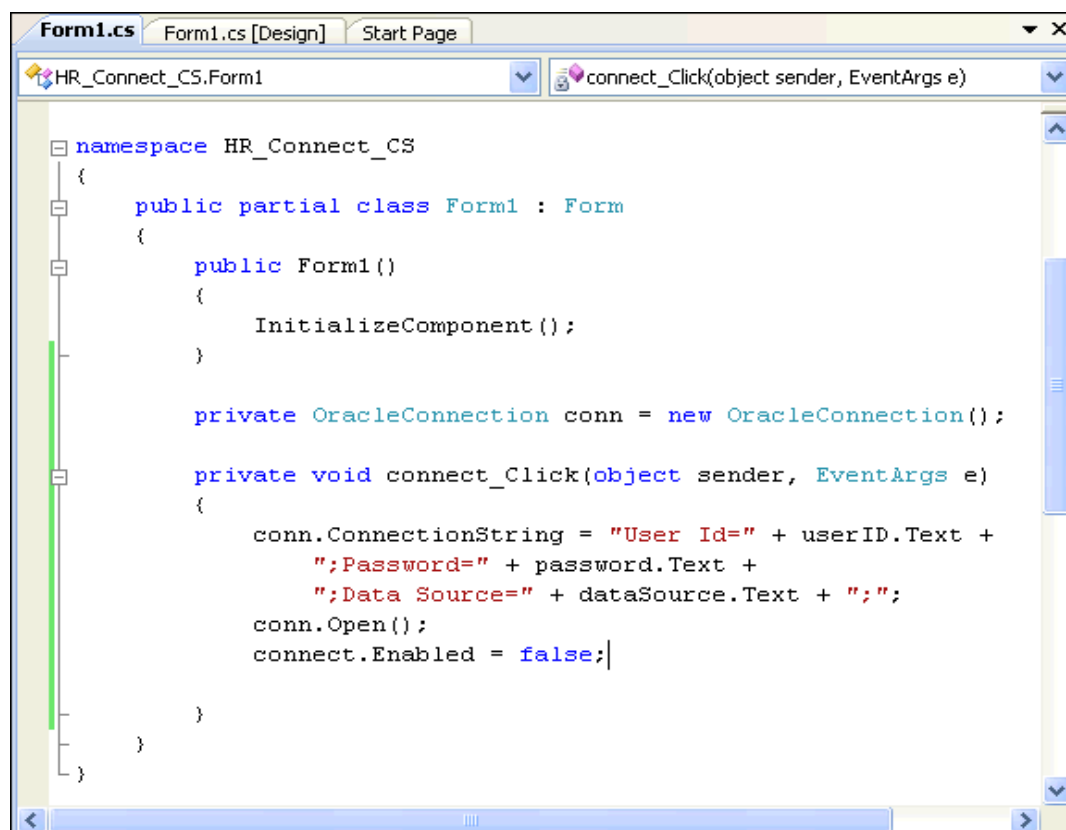 Form1.cs Form1.cs [Design] Start Page
HR_Connect_CS.Form1 connect_Click(object sender, EventArgs e)
namespace HR_Connect_CS
{
public partial class Form1 : Form
{
public Form1()
{
InitializeComponent();
}
private OracleConnection conn = new OracleConnection();
private void connect_Click(object sender, EventArgs e)
{
conn.ConnectionString = "User Id=" + userID.Text +
";Password=" + password.Text +
";Data Source=" + dataSource.Text + ";";
conn.Open();
connect.Enabled = false;
}
}
}